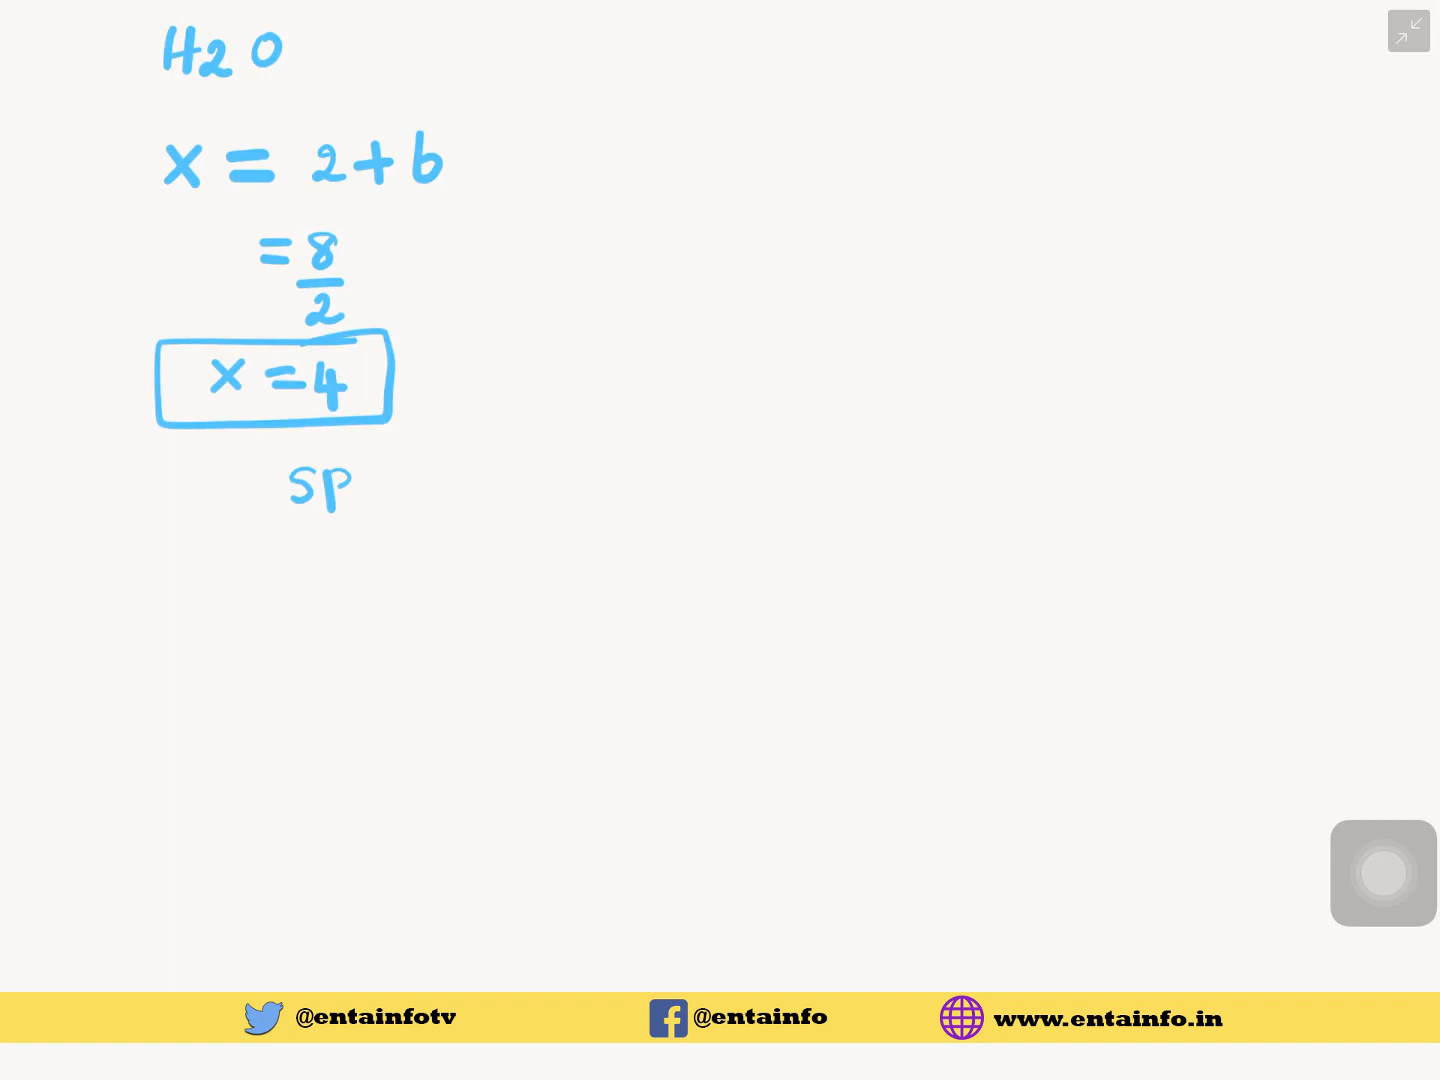 H2O
x = 2 + 6
= 8
2
x = 4
SP
@entainfotv @entainfo www.entainfo.in